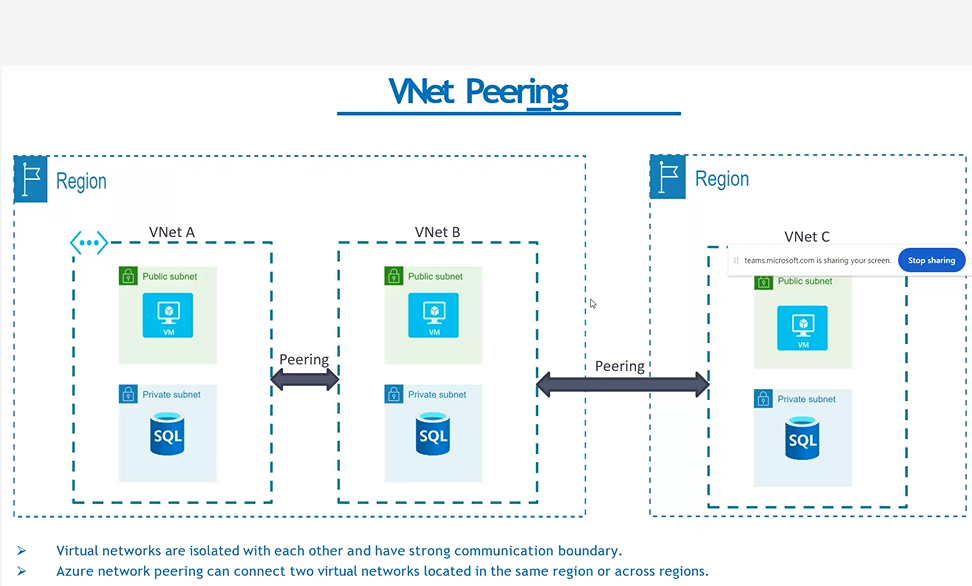 VNet Peering
Region
Region
VNet A
VNet B
VNet C
teams.microsoft.com is sharing your screen.
Stop sharing
Public subnet
VM
Public subnet
VM
Public subnet
VM
Peering
Peering
Private subnet
SQL
Private subnet
SQL
Private subnet
SQL
Virtual networks are isolated with each other and have strong communication boundary.
Azure network peering can connect two virtual networks located in the same region or across regions.